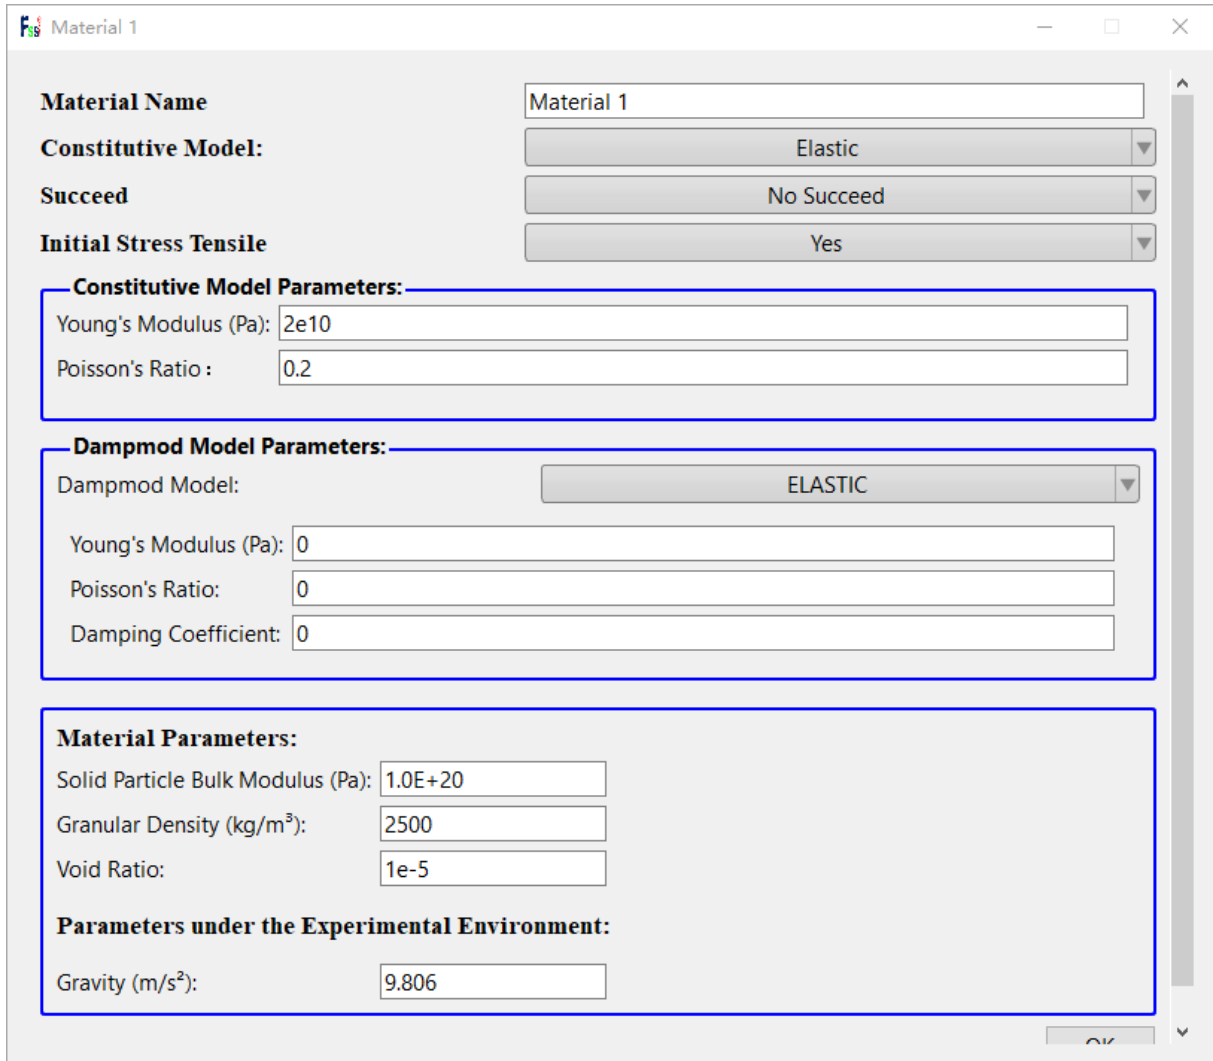 Fss Material 1
Material Name Material 1
Constitutive Model: Elastic
Succeed No Succeed
Initial Stress Tensile Yes
Constitutive Model Parameters:
Young's Modulus (Pa): 2e10
Poisson's Ratio： 0.2
Dampmod Model Parameters:
Dampmod Model: ELASTIC
Young's Modulus (Pa): 0
Poisson's Ratio: 0
Damping Coefficient: 0
Material Parameters:
Solid Particle Bulk Modulus (Pa): 1.0E+20
Granular Density (kg/m³): 2500
Void Ratio: 1e-5
Parameters under the Experimental Environment:
Gravity (m/s²): 9.806
OK